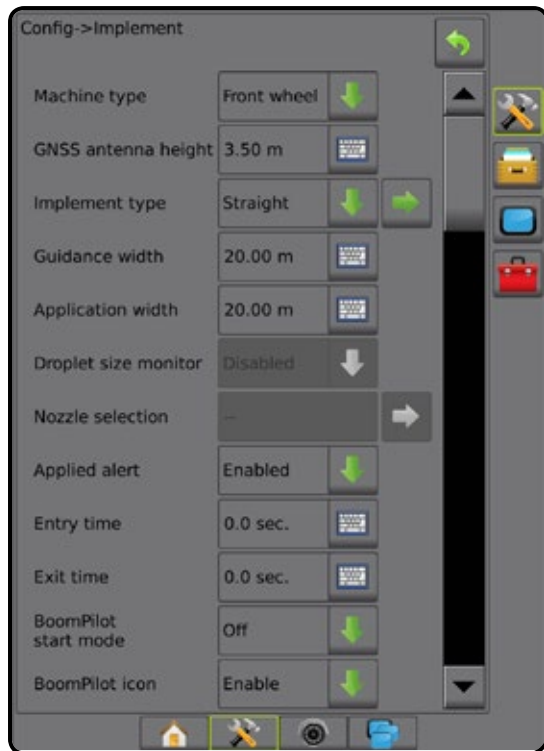 Config->Implement
Machine type Front wheel
GNSS antenna height 3.50 m
Implement type Straight
Guidance width 20.00 m
Application width 20.00 m
Droplet size monitor Disabled
Nozzle selection --
Applied alert Enabled
Entry time 0.0 sec.
Exit time 0.0 sec.
BoomPilot
start mode Off
BoomPilot icon Enable